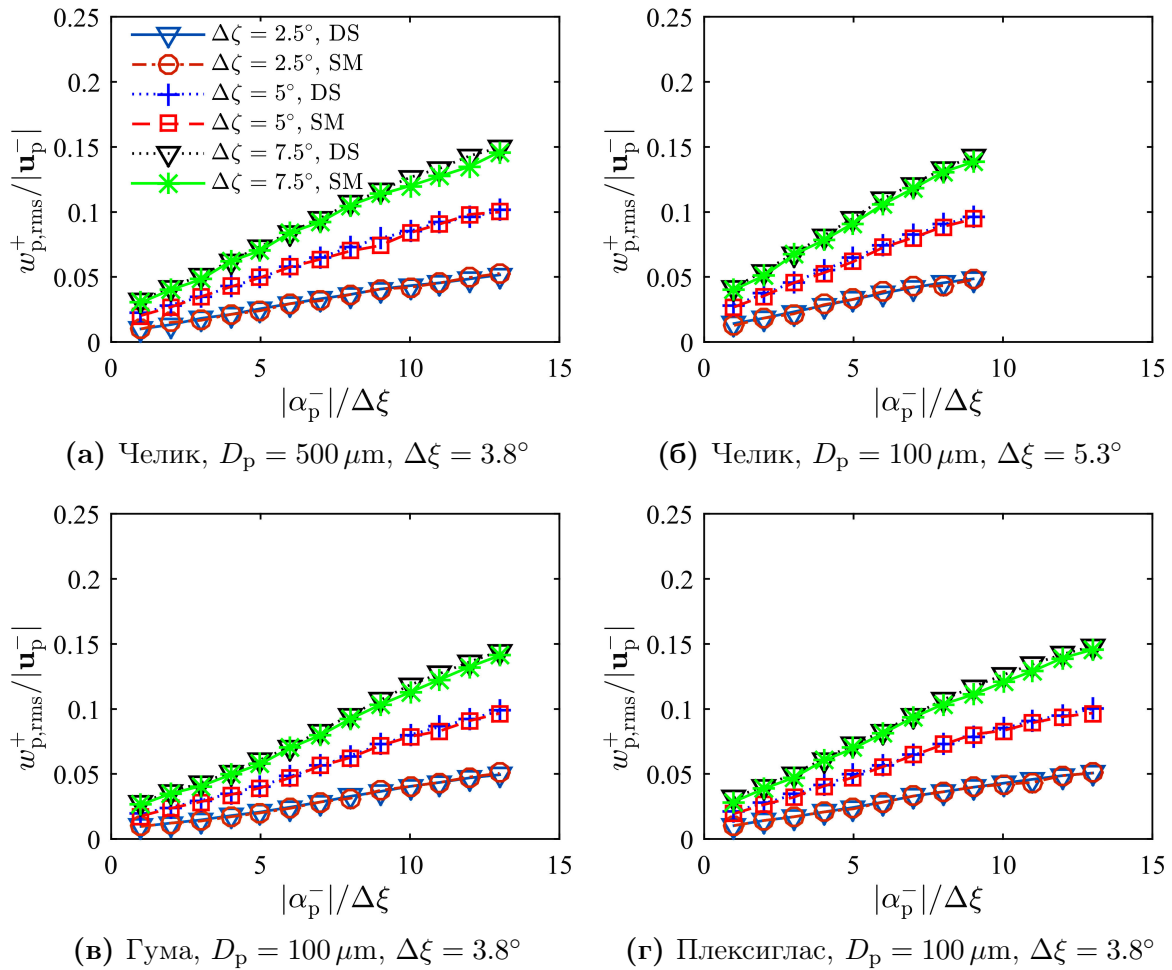 0.25
0.2
0.15
0.1
0.05
0
0 5 10 15
w⁺p,rms/|u⁻p|
|α⁻p|/Δξ
Δζ = 2.5°, DS
Δζ = 2.5°, SM
Δζ = 5°, DS
Δζ = 5°, SM
Δζ = 7.5°, DS
Δζ = 7.5°, SM
(а) Челик, Dp = 500 μm, Δξ = 3.8°
0.25
0.2
0.15
0.1
0.05
0
0 5 10 15
w⁺p,rms/|u⁻p|
|α⁻p|/Δξ
(б) Челик, Dp = 100 μm, Δξ = 5.3°
0.25
0.2
0.15
0.1
0.05
0
0 5 10 15
w⁺p,rms/|u⁻p|
|α⁻p|/Δξ
(в) Гума, Dp = 100 μm, Δξ = 3.8°
0.25
0.2
0.15
0.1
0.05
0
0 5 10 15
w⁺p,rms/|u⁻p|
|α⁻p|/Δξ
(г) Плексиглас, Dp = 100 μm, Δξ = 3.8°